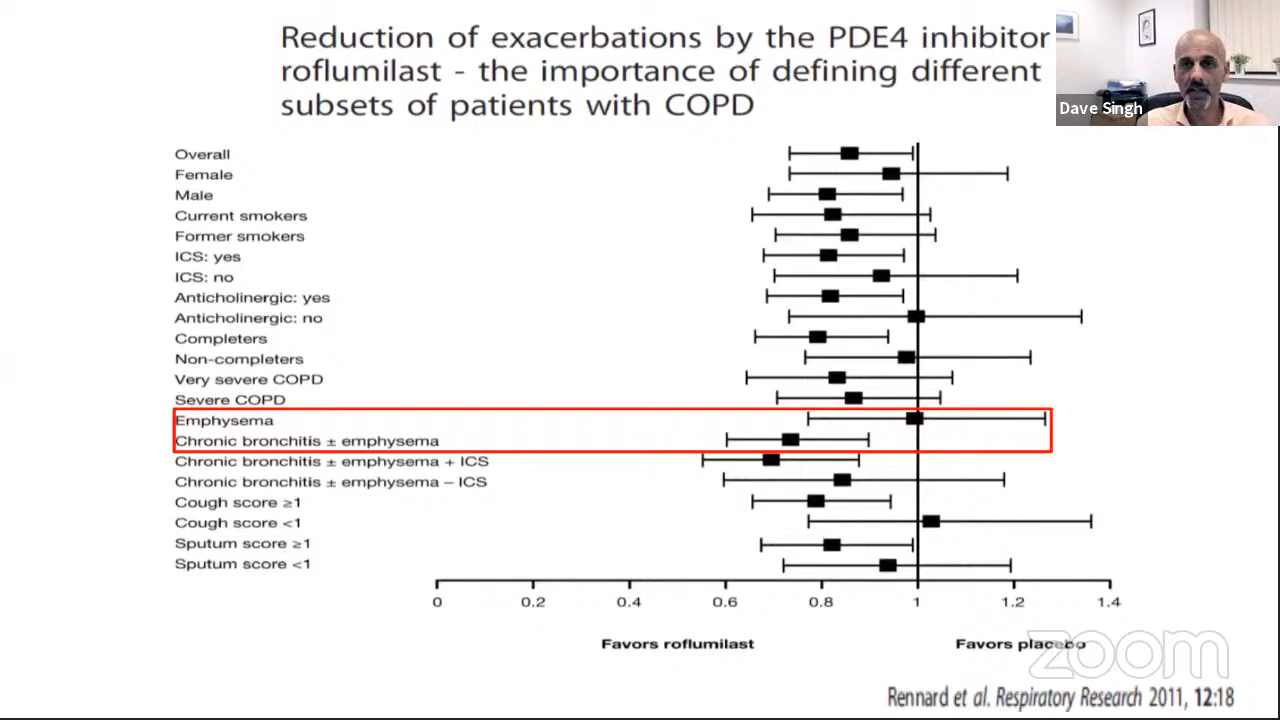 Reduction of exacerbations by the PDE4 inhibitor
roflumilast - the importance of defining different
subsets of patients with COPD
Dave Singh
Overall
Female
Male
Current smokers
Former smokers
ICS: yes
ICS: no
Anticholinergic: yes
Anticholinergic: no
Completers
Non-completers
Very severe COPD
Severe COPD
Emphysema
Chronic bronchitis ± emphysema
Chronic bronchitis ± emphysema + ICS
Chronic bronchitis ± emphysema − ICS
Cough score ≥1
Cough score <1
Sputum score ≥1
Sputum score <1
0 0.2 0.4 0.6 0.8 1 1.2 1.4
Favors roflumilast Favors placebo
zoom
Rennard et al. Respiratory Research 2011, 12:18